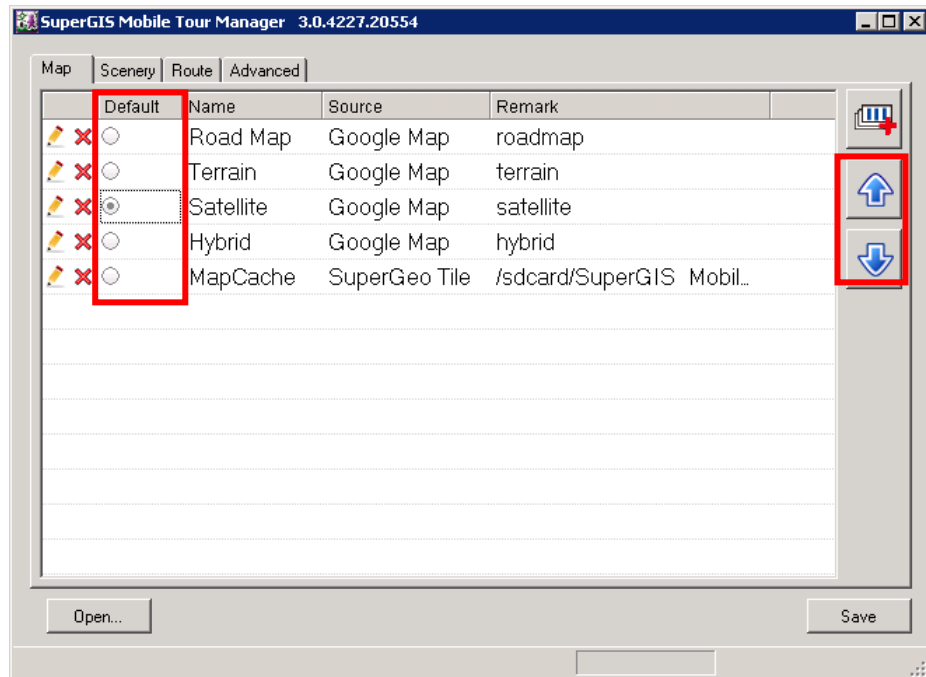 SuperGIS Mobile Tour Manager 3.0.4227.20554
Map Scenery Route Advanced
Default Name Source Remark
Road Map Google Map roadmap
Terrain Google Map terrain
Satellite Google Map satellite
Hybrid Google Map hybrid
MapCache SuperGeo Tile /sdcard/SuperGIS Mobil...
Open... Save